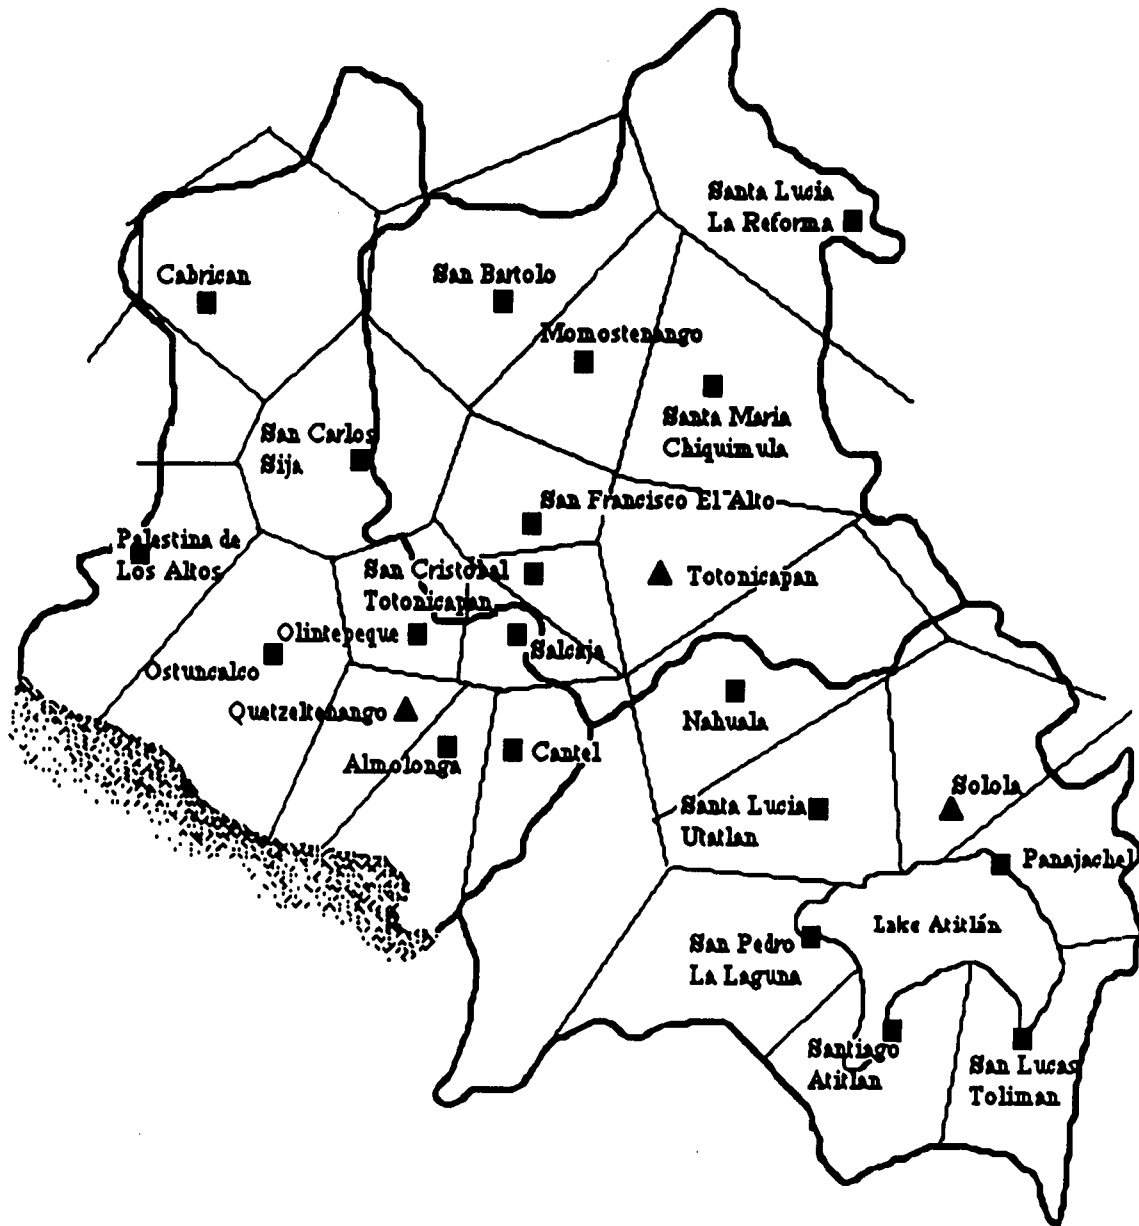 Santa Lucia
La Reforma
Cabrican
San Bartolo
Momostenango
Santa Maria
Chiquimula
San Carlos
Sija
San Francisco El Alto
Palestina de
Los Altos
San Cristobal
Totonicapan
Totonicapan
Olintepeque
Salcaja
Ostuncalco
Quetzeltenango
Nahuala
Almolonga
Cantel
Solola
Santa Lucia
Utatlan
Panajachel
Lake Atitlán
San Pedro
La Laguna
Santiago
Atitlan
San Lucas
Toliman